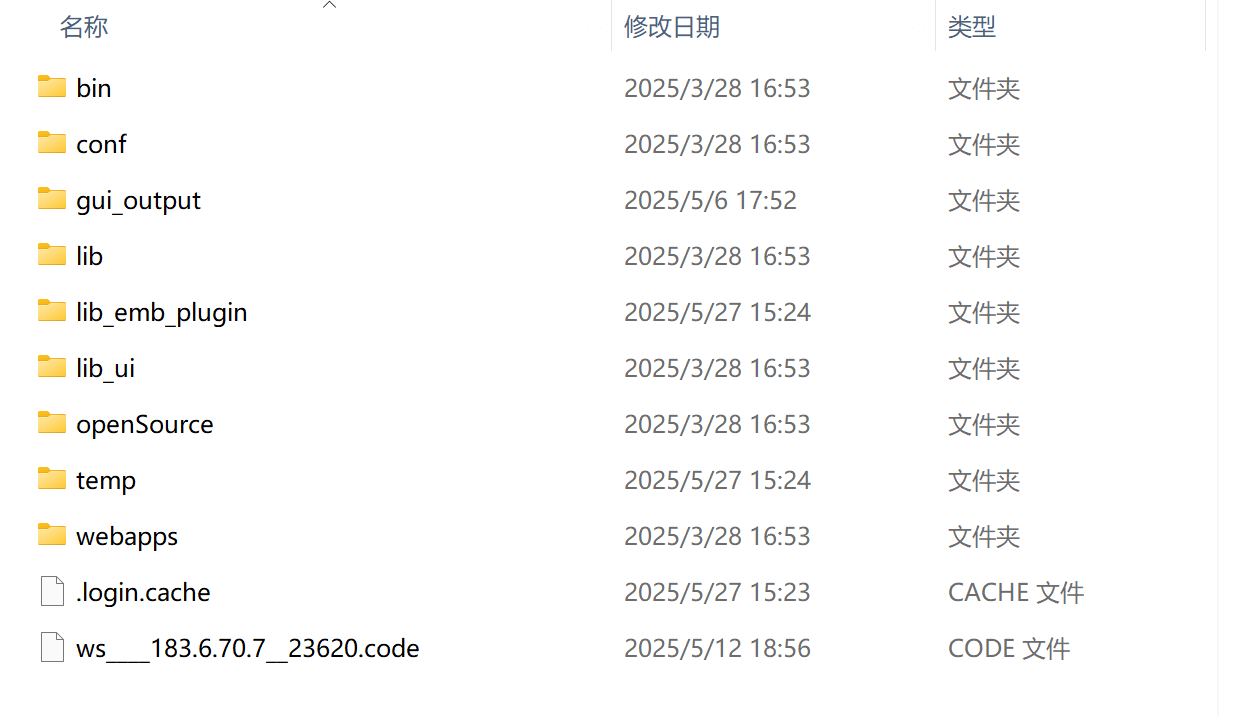 名称 修改日期 类型
bin 2025/3/28 16:53 文件夹
conf 2025/3/28 16:53 文件夹
gui_output 2025/5/6 17:52 文件夹
lib 2025/3/28 16:53 文件夹
lib_emb_plugin 2025/5/27 15:24 文件夹
lib_ui 2025/3/28 16:53 文件夹
openSource 2025/3/28 16:53 文件夹
temp 2025/5/27 15:24 文件夹
webapps 2025/3/28 16:53 文件夹
.login.cache 2025/5/27 15:23 CACHE 文件
ws____183.6.70.7__23620.code 2025/5/12 18:56 CODE 文件